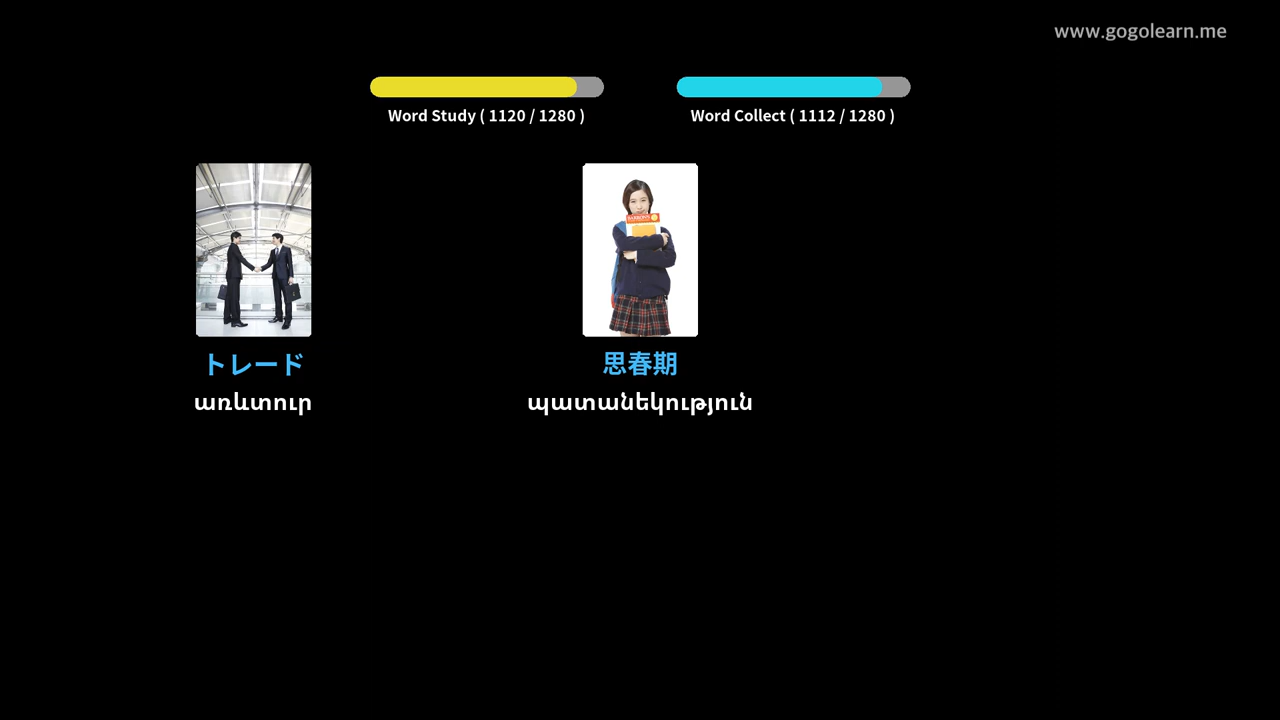 www.gogolearn.me
Word Study ( 1120 / 1280 )
Word Collect ( 1112 / 1280 )
BARRON'S
トレード
思春期
առևտուր
պատանեկություն